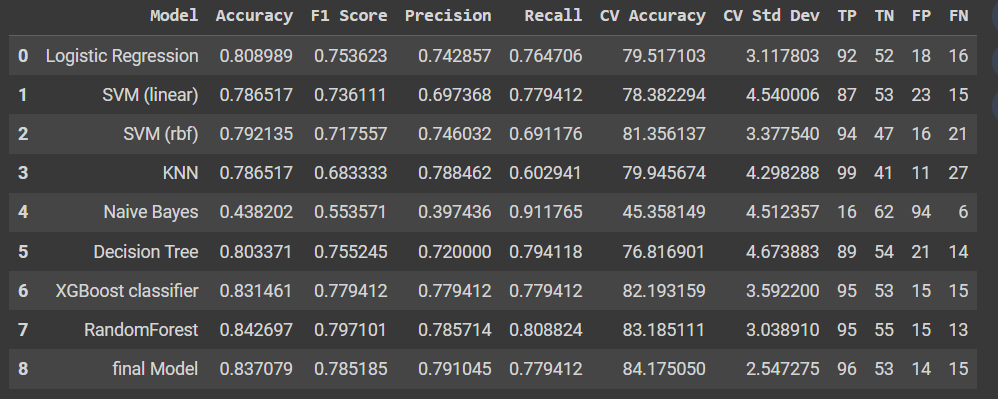 Model Accuracy F1 Score Precision Recall CV Accuracy CV Std Dev TP TN FP FN
0 Logistic Regression 0.808989 0.753623 0.742857 0.764706 79.517103 3.117803 92 52 18 16
1 SVM (linear) 0.786517 0.736111 0.697368 0.779412 78.382294 4.540006 87 53 23 15
2 SVM (rbf) 0.792135 0.717557 0.746032 0.691176 81.356137 3.377540 94 47 16 21
3 KNN 0.786517 0.683333 0.788462 0.602941 79.945674 4.298288 99 41 11 27
4 Naive Bayes 0.438202 0.553571 0.397436 0.911765 45.358149 4.512357 16 62 94 6
5 Decision Tree 0.803371 0.755245 0.720000 0.794118 76.816901 4.673883 89 54 21 14
6 XGBoost classifier 0.831461 0.779412 0.779412 0.779412 82.193159 3.592200 95 53 15 15
7 RandomForest 0.842697 0.797101 0.785714 0.808824 83.185111 3.038910 95 55 15 13
8 final Model 0.837079 0.785185 0.791045 0.779412 84.175050 2.547275 96 53 14 15